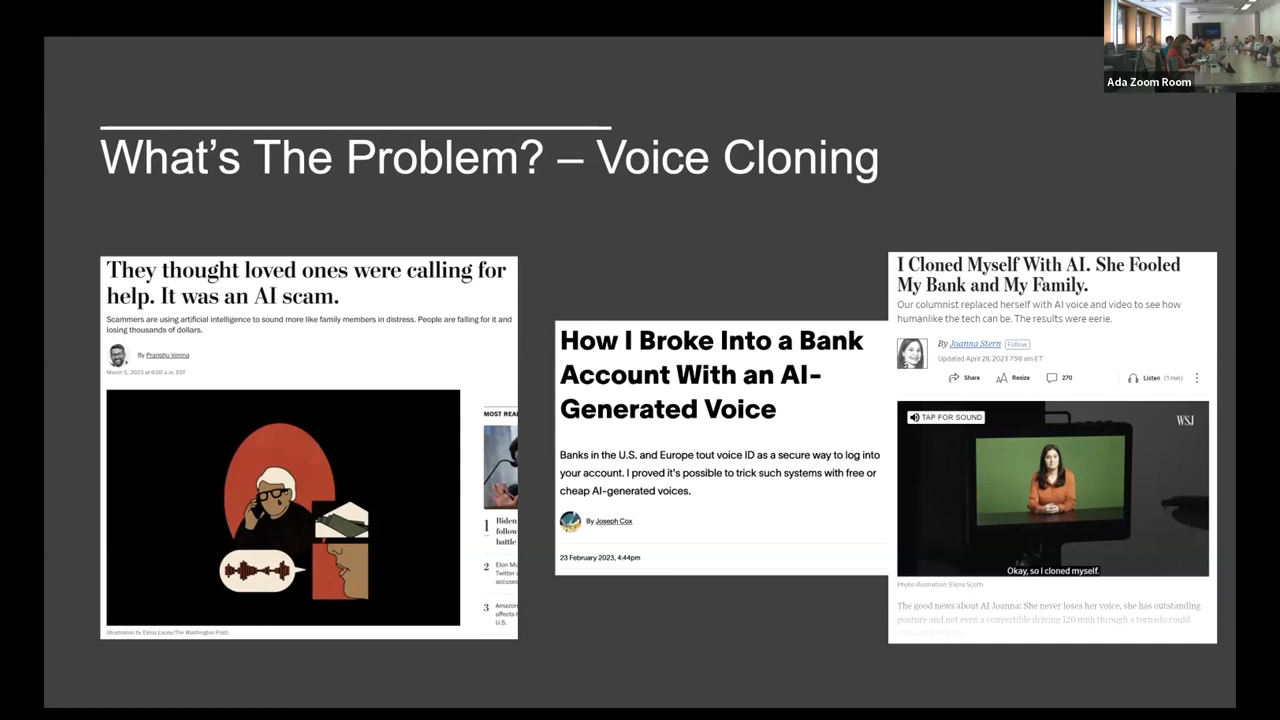 Ada Zoom Room
What's The Problem? – Voice Cloning
They thought loved ones were calling for
help. It was an AI scam.
Scammers are using artificial intelligence to sound more like family members in distress. People are falling for it and
losing thousands of dollars.
By Pranshu Verma
March 5, 2023 at 6:00 a.m. EST
MOST REA
1 Biden
follow
battle
2 Elon Mu
Twitter
accuse
3 Amazon
affects
U.S.
(Illustration by Elena Lacey/The Washington Post)
How I Broke Into a Bank
Account With an AI-
Generated Voice
Banks in the U.S. and Europe tout voice ID as a secure way to log into
your account. I proved it's possible to trick such systems with free or
cheap AI-generated voices.
By Joseph Cox
23 February 2023, 4:44pm
I Cloned Myself With AI. She Fooled
My Bank and My Family.
Our columnist replaced herself with AI voice and video to see how
humanlike the tech can be. The results were eerie.
By Joanna Stern Follow
Updated April 28, 2023 7:58 am ET
Share Resize 270 Listen (1 min)
TAP FOR SOUND
WSJ
Okay, so I cloned myself.
Photo illustration: Elena Scotti
The good news about AI Joanna: She never loses her voice, she has outstanding
posture and not even a convertible driving 120 mph through a tornado could